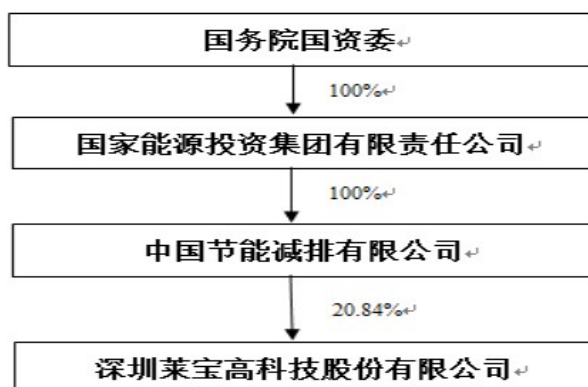 国务院国资委↵
100%↵
国家能源投资集团有限责任公司↵
100%↵
中国节能减排有限公司↵
20.84%↵
深圳莱宝高科技股份有限公司↵